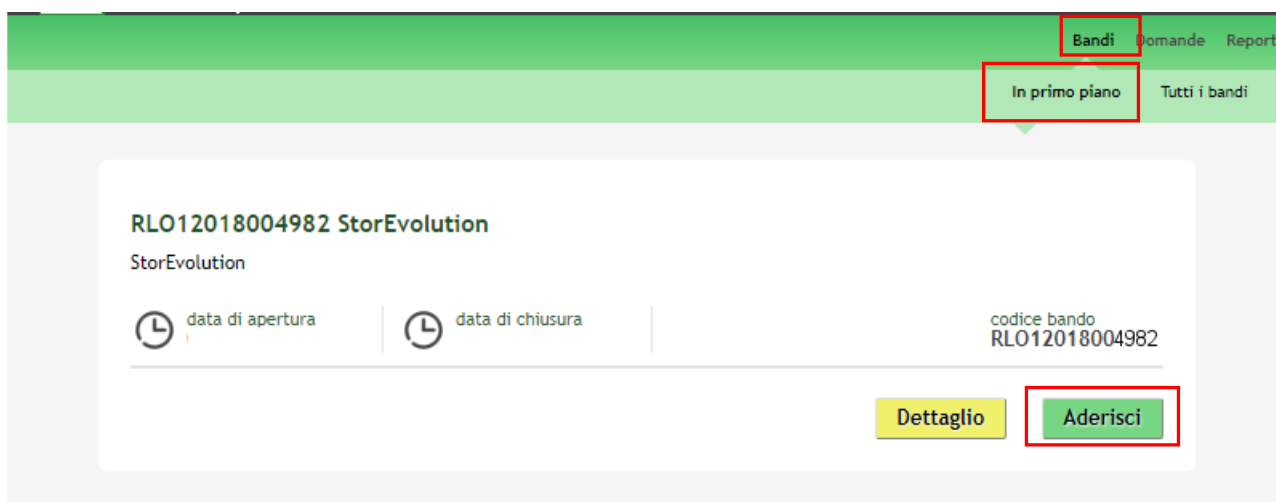 Bandi Domande Report
In primo piano Tutti i bandi
RLO12018004982 StorEvolution
StorEvolution
data di apertura data di chiusura codice bando
RLO12018004982
Dettaglio Aderisci